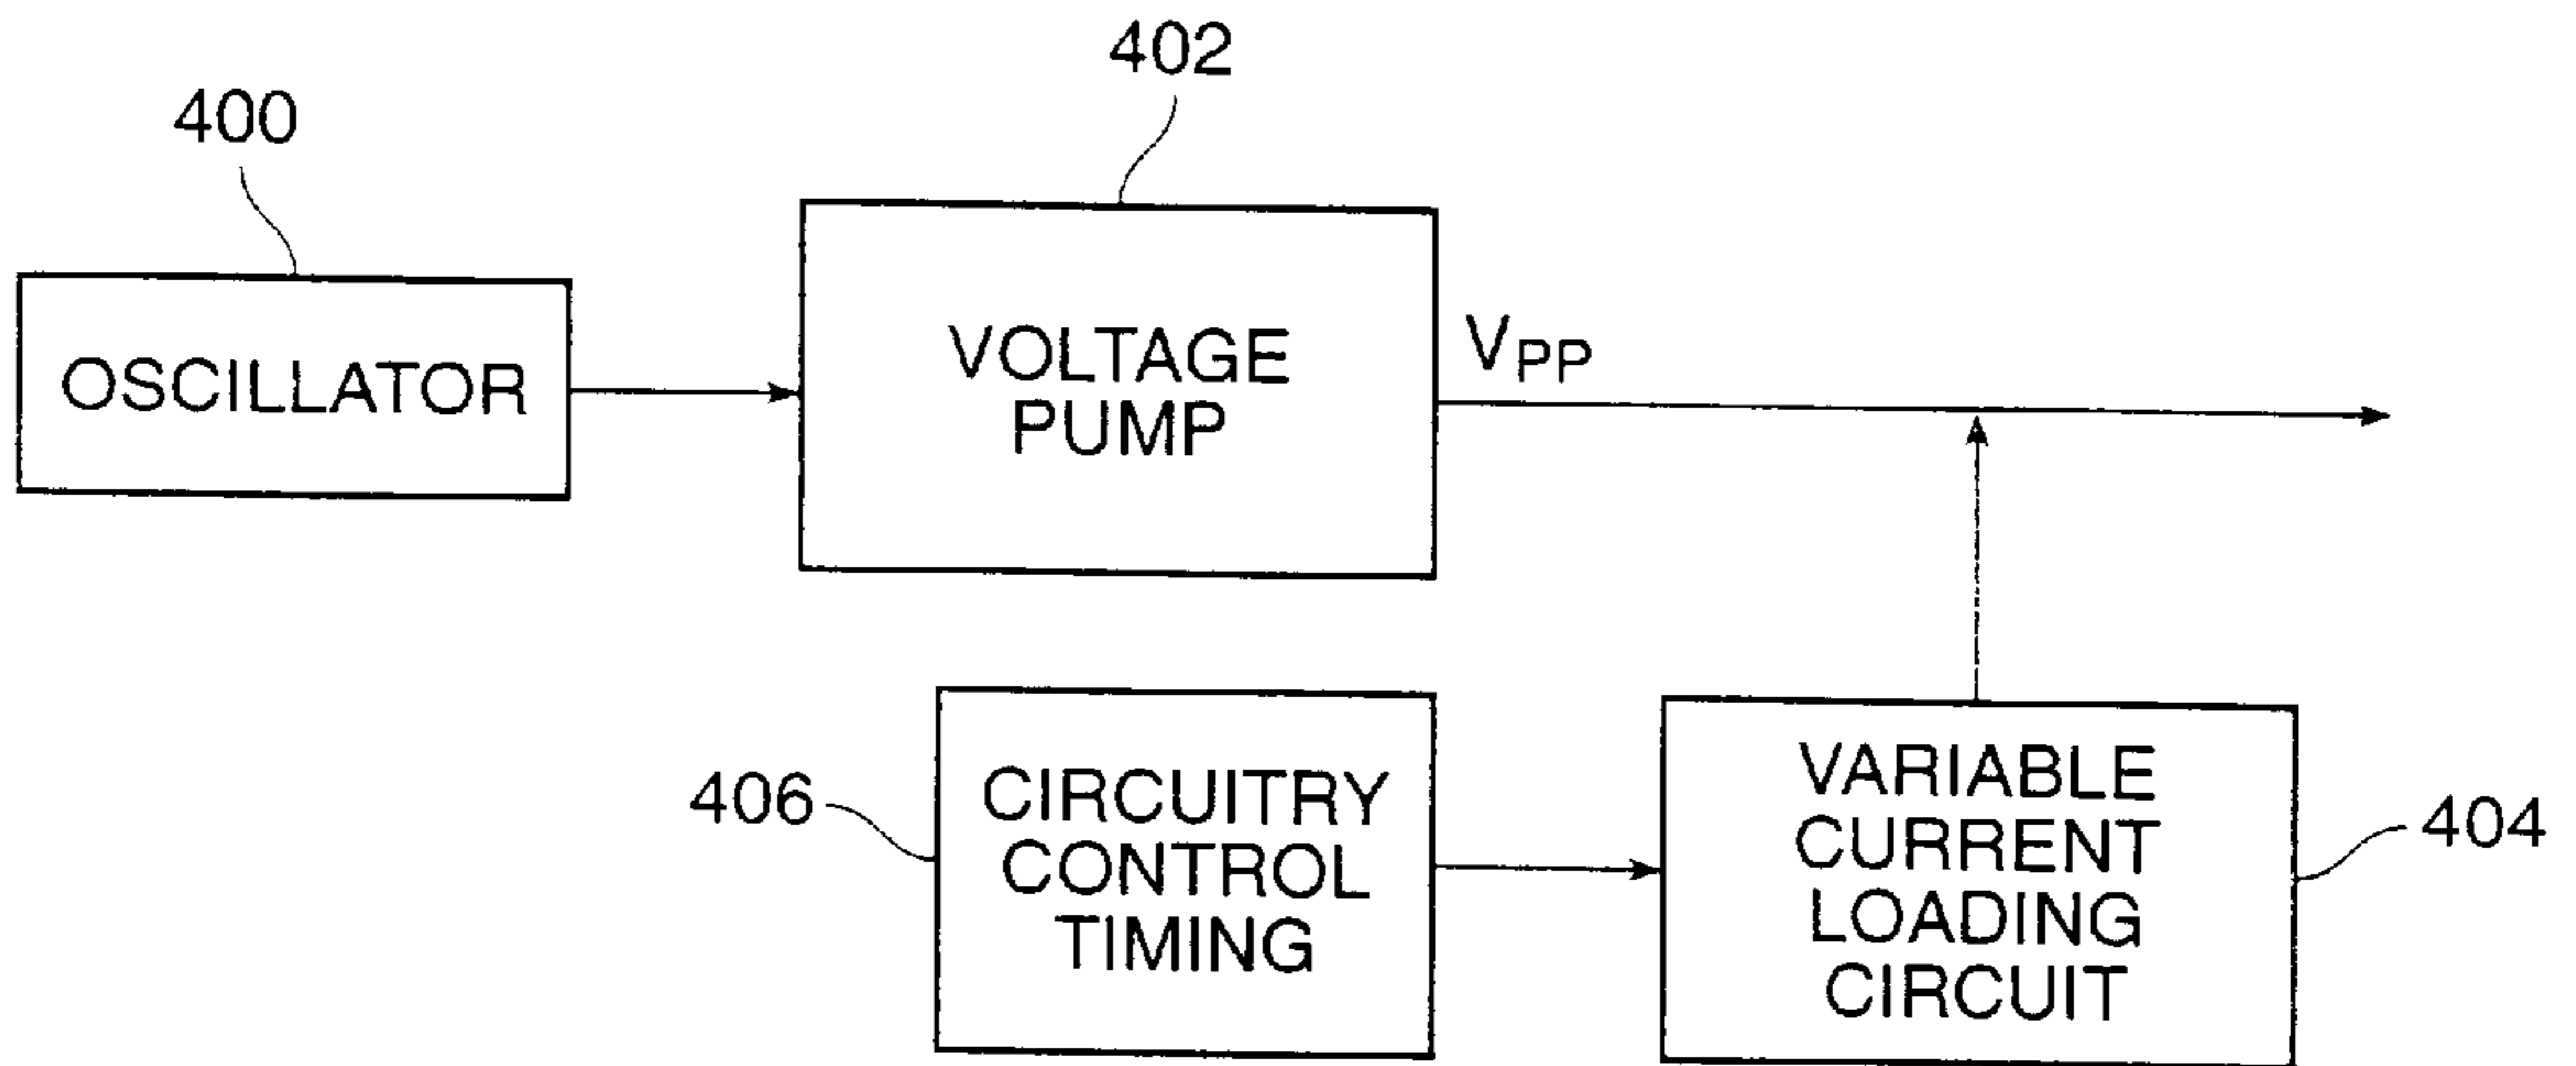 402
400
OSCILLATOR
VOLTAGE
PUMP
VPP
406
CIRCUITRY
CONTROL
TIMING
VARIABLE
CURRENT
LOADING
CIRCUIT
404